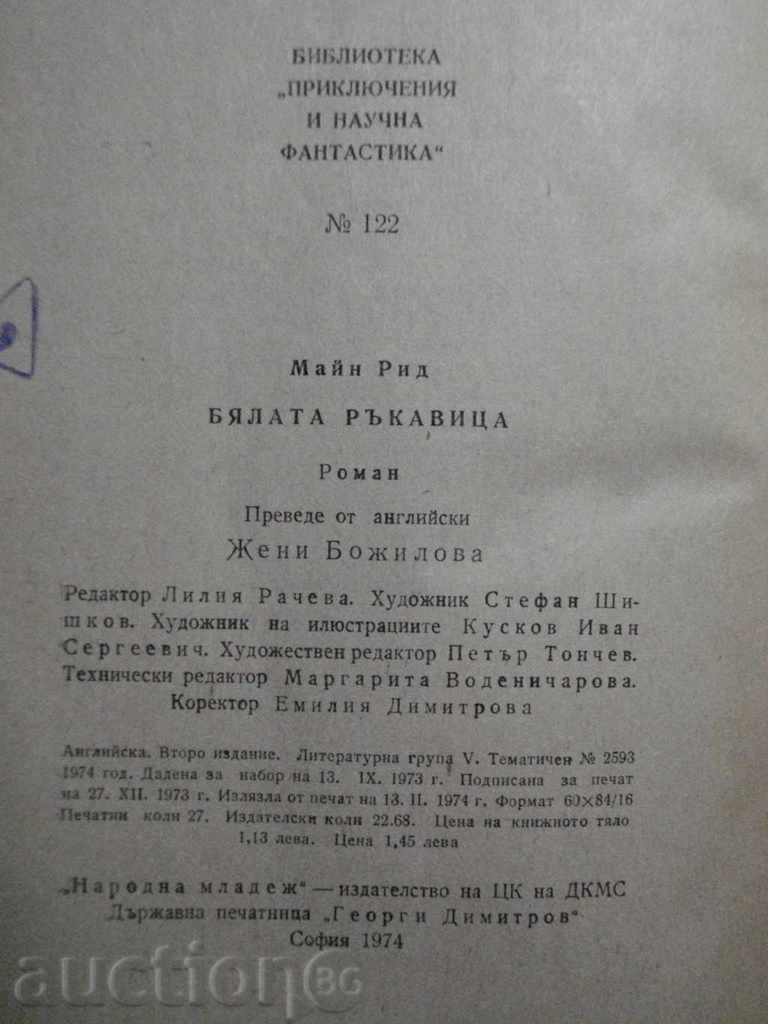 БИБЛИОТЕКА
„ПРИКЛЮЧЕНИЯ
И НАУЧНА
ФАНТАСТИКА“
№ 122
Майн Рид
БЯЛАТА РЪКАВИЦА
Роман
Преведе от английски
Жени Божилова
Редактор Лилия Рачева. Художник Стефан Ши-
шков. Художник на илюстрациите Кусков Иван
Сергеевич. Художествен редактор Петър Тончев.
Технически редактор Маргарита Воденичарова.
Коректор Емилия Димитрова
Английска. Второ издание. Литературна група V. Тематичен № 2593
1974 год. Дадена за набор на 13. IX. 1973 г. Подписана за печат
на 27. XII. 1973 г. Излязла от печат на 13. II. 1974 г. Формат 60×84/16
Печатни коли 27. Издателски коли 22.68. Цена на книжното тяло
1,13 лева. Цена 1,45 лева
„Народна младеж“ — издателство на ЦК на ДКМС
Държавна печатница „Георги Димитров“
София 1974
auctionBG